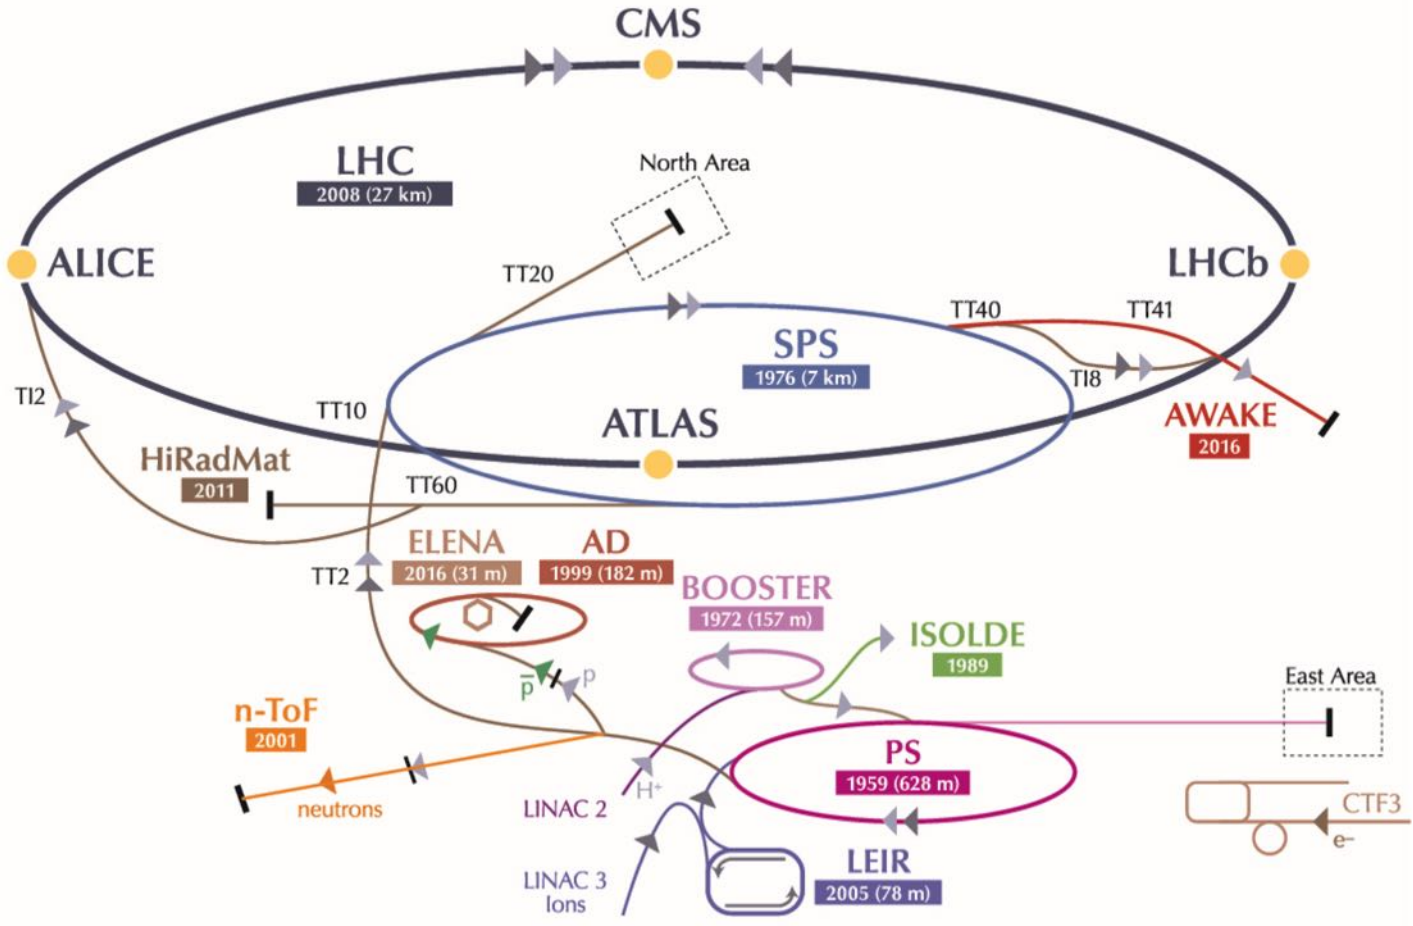 CMS
LHC
2008 (27 km)
North Area
ALICE
LHCb
TT20
TT40
TT41
SPS
1976 (7 km)
TI2
TI8
TT10
ATLAS
AWAKE
2016
HiRadMat
2011
TT60
ELENA
2016 (31 m)
AD
1999 (182 m)
TT2
BOOSTER
1972 (157 m)
ISOLDE
1989
p̅
p
East Area
n-ToF
2001
PS
1959 (628 m)
neutrons
H⁺
LINAC 2
CTF3
e–
LEIR
2005 (78 m)
LINAC 3
Ions